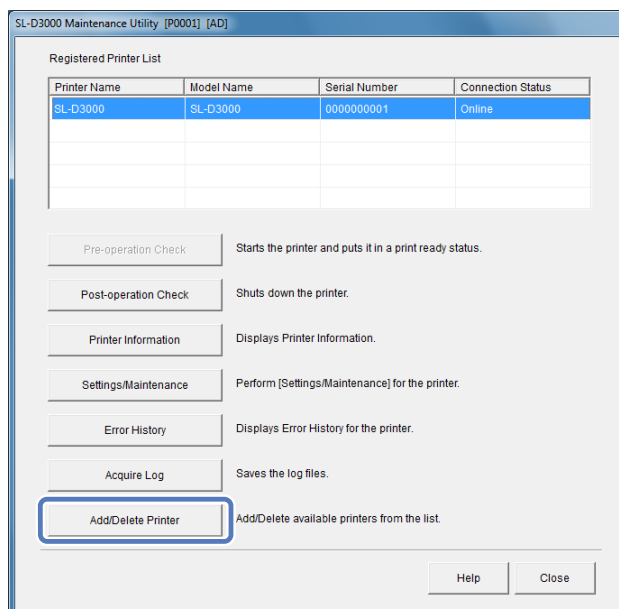 SL-D3000 Maintenance Utility [P0001] [AD]
Registered Printer List
Printer Name Model Name Serial Number Connection Status
SL-D3000 SL-D3000 0000000001 Online
Pre-operation Check Starts the printer and puts it in a print ready status.
Post-operation Check Shuts down the printer.
Printer Information Displays Printer Information.
Settings/Maintenance Perform [Settings/Maintenance] for the printer.
Error History Displays Error History for the printer.
Acquire Log Saves the log files.
Add/Delete Printer Add/Delete available printers from the list.
Help Close